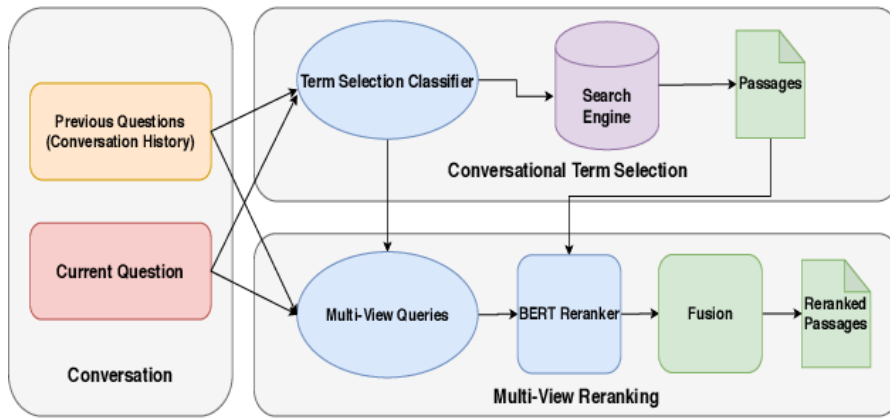 Previous Questions
(Conversation History)
Current Question
Conversation
Term Selection Classifier
Search
Engine
Passages
Conversational Term Selection
Multi-View Queries
BERT Reranker
Fusion
Reranked
Passages
Multi-View Reranking